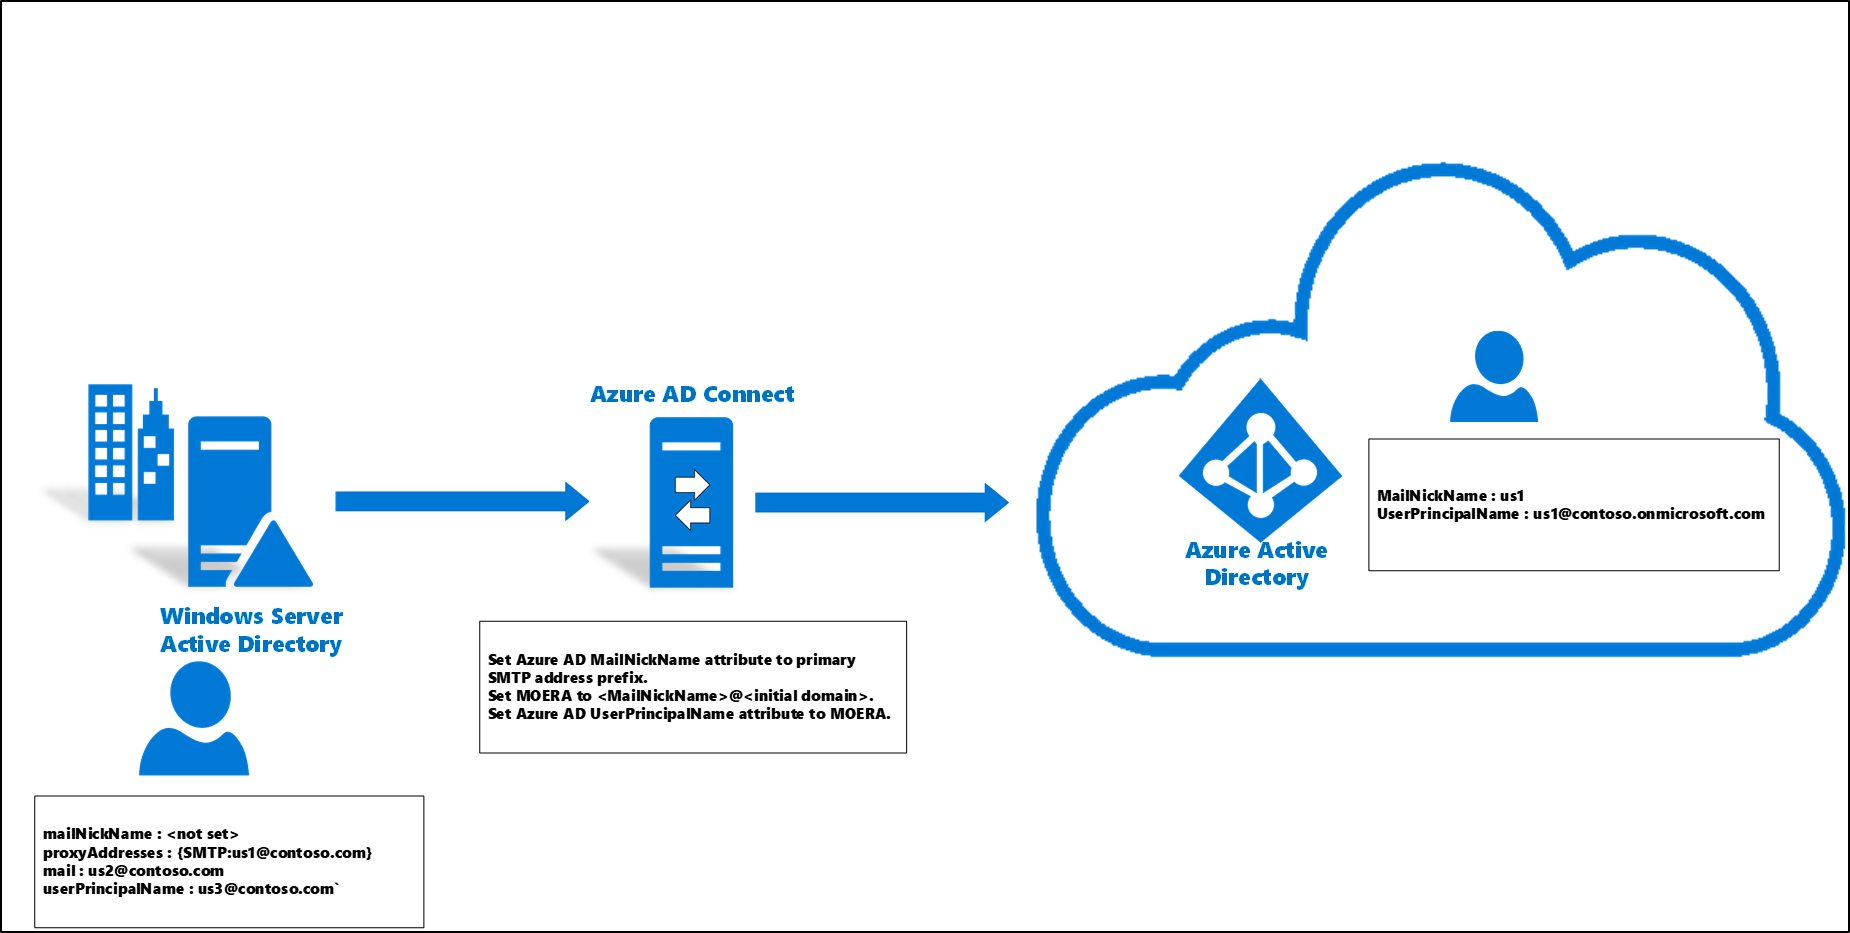 Azure AD Connect
Windows Server
Active Directory
Azure Active
Directory
MailNickName : us1
UserPrincipalName : us1@contoso.onmicrosoft.com
Set Azure AD MailNickName attribute to primary
SMTP address prefix.
Set MOERA to <MailNickName>@<initial domain>.
Set Azure AD UserPrincipalName attribute to MOERA.
mailNickName : <not set>
proxyAddresses : {SMTP:us1@contoso.com}
mail : us2@contoso.com
userPrincipalName : us3@contoso.com`